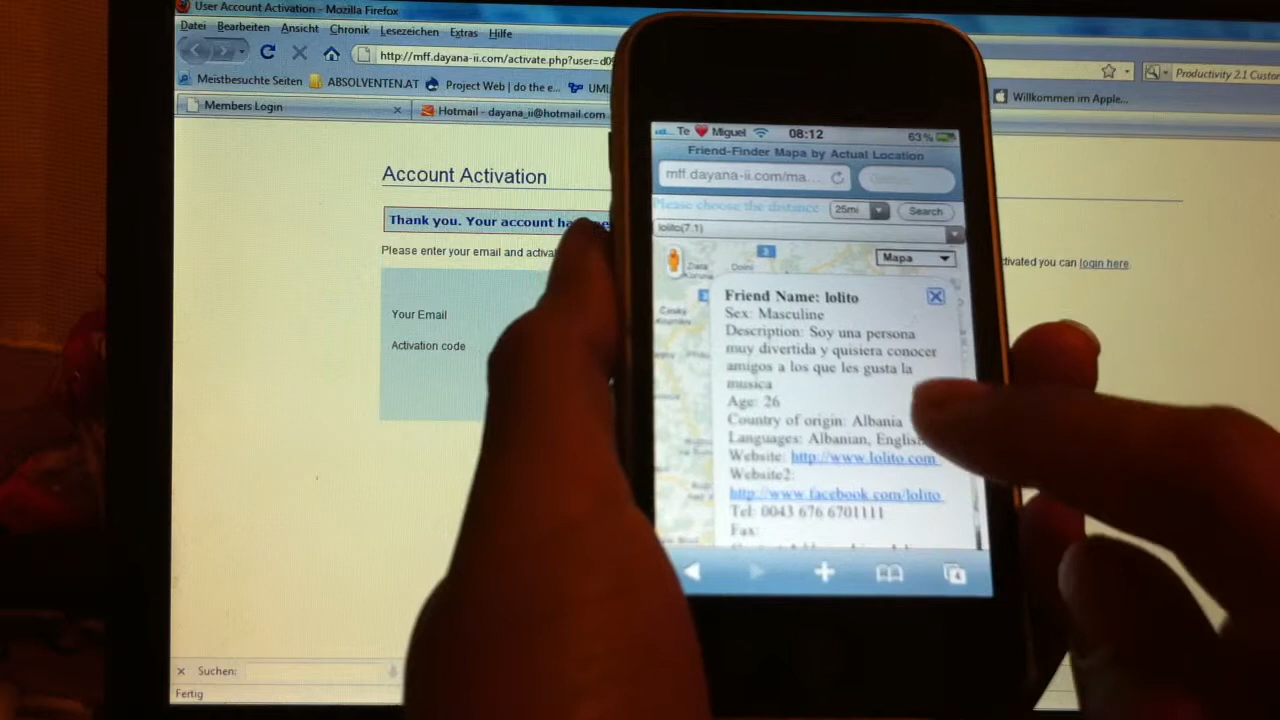 User Account Activation - Mozilla Firefox
Datei Bearbeiten Ansicht Chronik Lesezeichen Extras Hilfe
http://mff.dayana-ii.com/activate.php?user=d09
Productivity 2.1 Custor
Meistbesuchte Seiten ABSOLVENTEN.AT Project Web | do the e... UML
Willkommen im Apple...
Members Login
Hotmail - dayana_ii@hotmail.com
Account Activation
Thank you. Your account has
Please enter your email and activa
tivated you can login here.
Your Email
Activation code
Suchen:
Fertig
Te ❤ Miguel 08:12 63%
Friend-Finder Mapa by Actual Location
mff.dayana-ii.com/ma...
Please choose the distance 25mi Search
lolito(7.1)
Mapa
Friend Name: lolito
Sex: Masculine
Description: Soy una persona
muy divertida y quisiera conocer
amigos a los que les gusta la
musica
Age: 26
Country of origin: Albania
Languages: Albanian, English
Website: http://www.lolito.com
Website2:
http://www.facebook.com/lolito
Tel: 0043 676 6701111
Fax:
4